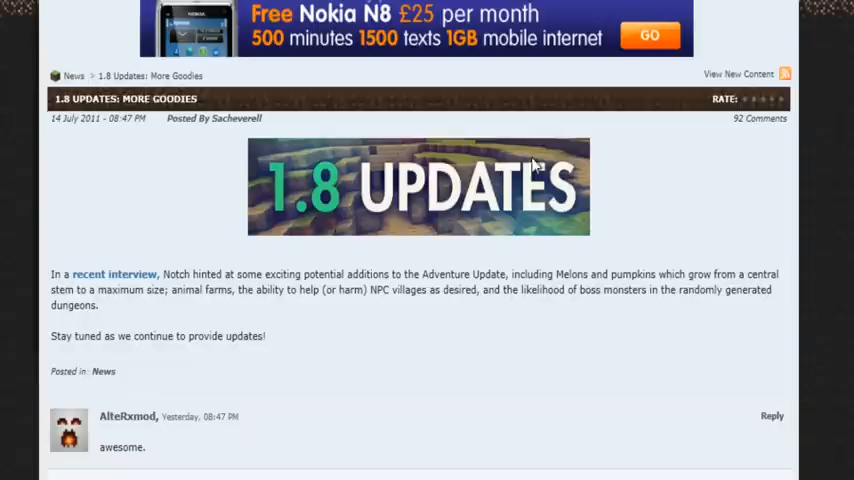 Free Nokia N8 £25 per month
500 minutes 1500 texts 1GB mobile internet
GO
News > 1.8 Updates: More Goodies
View New Content
1.8 UPDATES: MORE GOODIES
RATE:
14 July 2011 - 08:47 PM Posted By Sacheverell
92 Comments
1.8 UPDATES
In a recent interview, Notch hinted at some exciting potential additions to the Adventure Update, including Melons and pumpkins which grow from a central
stem to a maximum size; animal farms, the ability to help (or harm) NPC villages as desired, and the likelihood of boss monsters in the randomly generated
dungeons.
Stay tuned as we continue to provide updates!
Posted in: News
AlteRxmod, Yesterday, 08:47 PM
Reply
awesome.